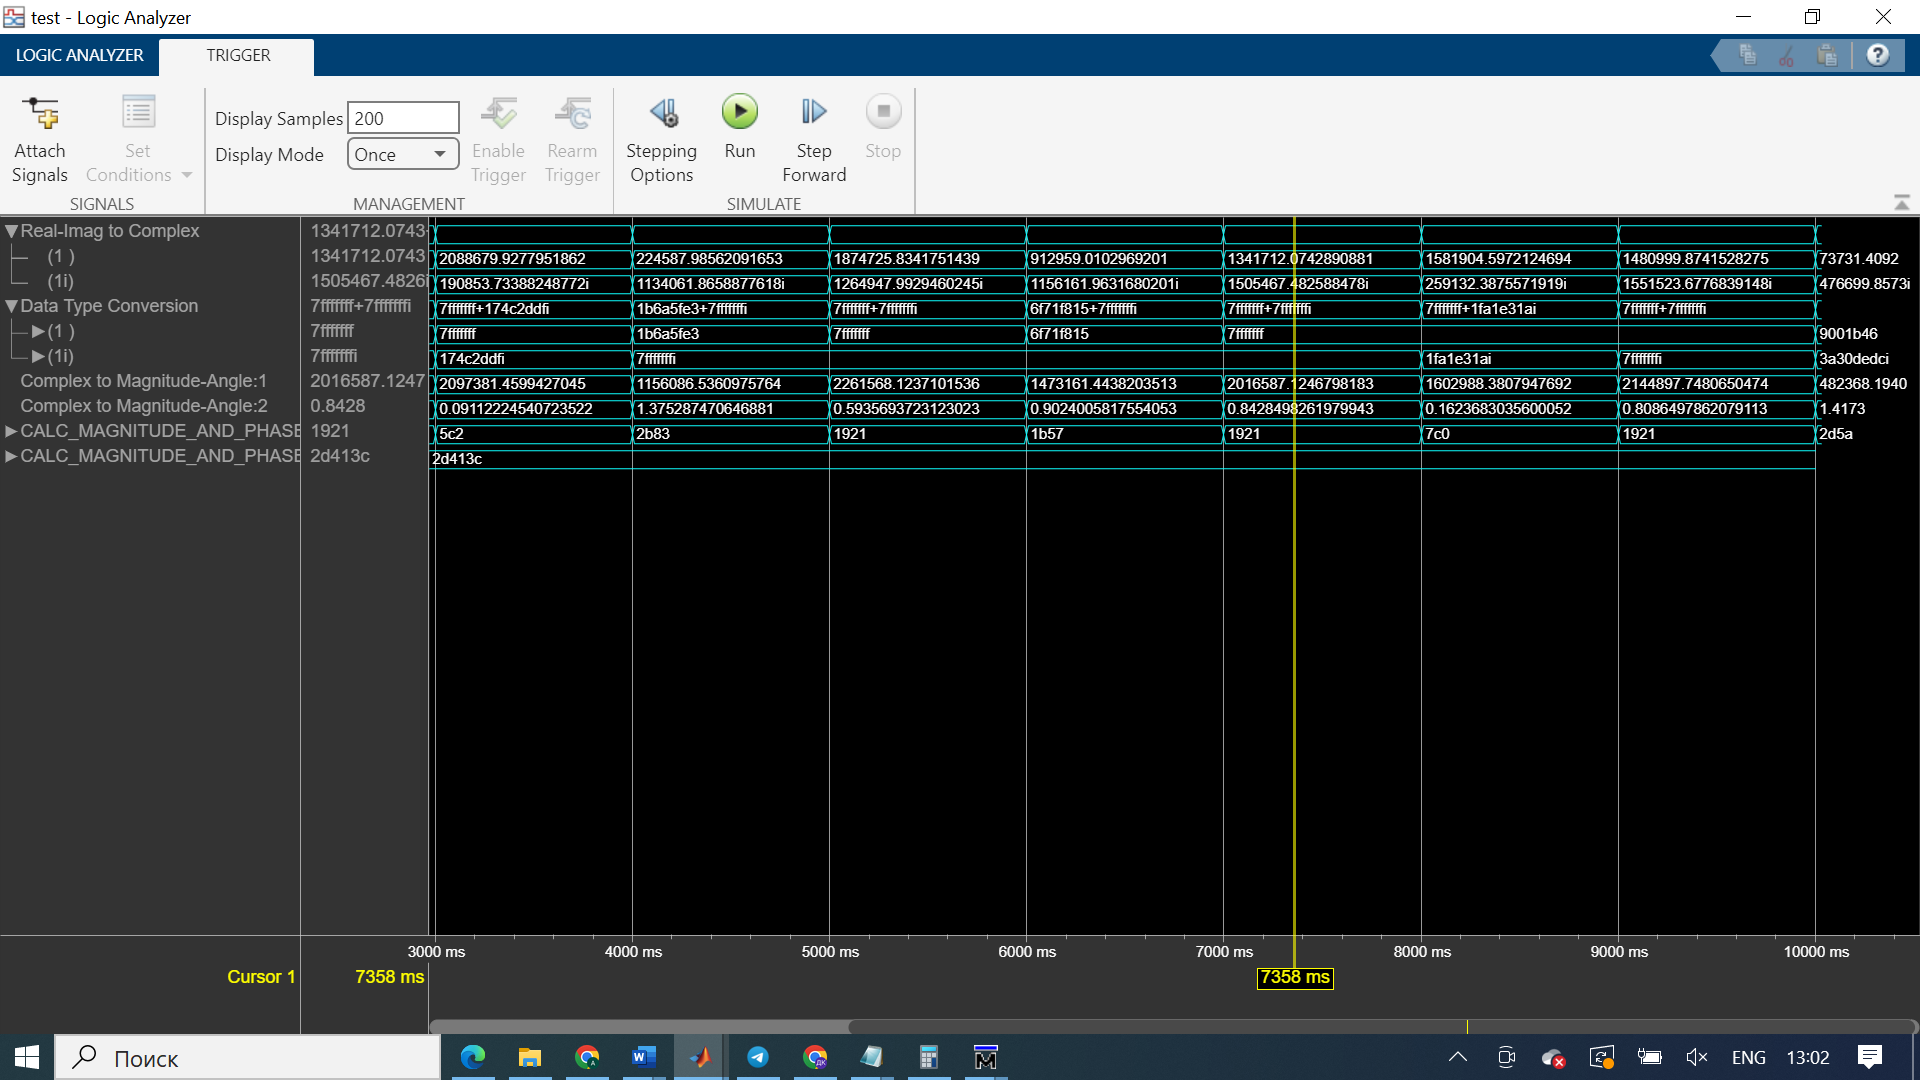 test - Logic Analyzer
LOGIC ANALYZER TRIGGER
Attach Signals
Set Conditions
SIGNALS
Display Samples 200
Display Mode Once
Enable Trigger
Rearm Trigger
MANAGEMENT
Stepping Options
Run
Step Forward
Stop
SIMULATE
Real-Imag to Complex 1341712.0743
(1 ) 1341712.0743 2088679.9277951862 224587.98562091653 1874725.8341751439 912959.0102969201 1341712.0742890881 1581904.5972124694 1480999.8741528275 73731.4092
(1i) 1505467.4826i 190853.73388248772i 1134061.8658877618i 1264947.9929460245i 1156161.9631680201i 1505467.482588478i 259132.3875571919i 1551523.6776839148i 476699.8573i
Data Type Conversion 7fffffff+7fffffffi 7fffffff+174c2ddfi 1b6a5fe3+7fffffffi 7fffffff+7fffffffi 6f71f815+7fffffffi 7fffffff+7fffffffi 7fffffff+1fa1e31ai 7fffffff+7fffffffi
(1 ) 7fffffff 7fffffff 1b6a5fe3 7fffffff 6f71f815 7fffffff 9001b46
(1i) 7fffffffi 174c2ddfi 7fffffffi 1fa1e31ai 7fffffffi 3a30dedci
Complex to Magnitude-Angle:1 2016587.1247 2097381.4599427045 1156086.5360975764 2261568.1237101536 1473161.4438203513 2016587.1246798183 1602988.3807947692 2144897.7480650474 482368.1940
Complex to Magnitude-Angle:2 0.8428 0.09112224540723522 1.375287470646881 0.5935693723123023 0.9024005817554053 0.8428498261979943 0.1623683035600052 0.8086497862079113 1.4173
CALC_MAGNITUDE_AND_PHASE 1921 5c2 2b83 1921 1b57 1921 7c0 1921 2d5a
CALC_MAGNITUDE_AND_PHASE 2d413c 2d413c
3000 ms 4000 ms 5000 ms 6000 ms 7000 ms 8000 ms 9000 ms 10000 ms
Cursor 1 7358 ms 7358 ms
Поиск ENG 13:02